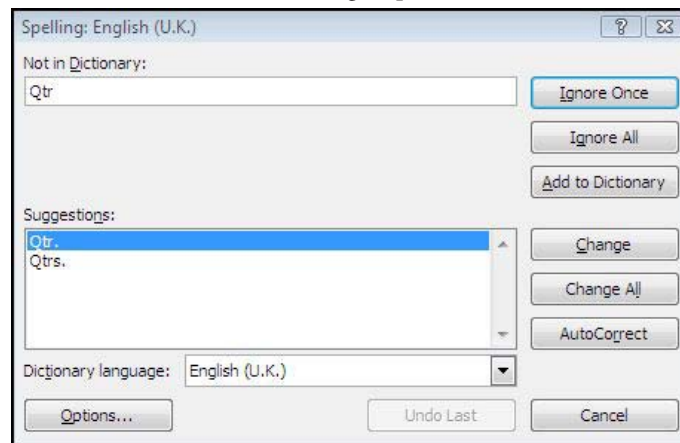 Spelling: English (U.K.)
Not in Dictionary:
Qtr
Ignore Once
Ignore All
Add to Dictionary
Suggestions:
Qtr.
Qtrs.
Change
Change All
AutoCorrect
Dictionary language: English (U.K.)
Options... Undo Last Cancel